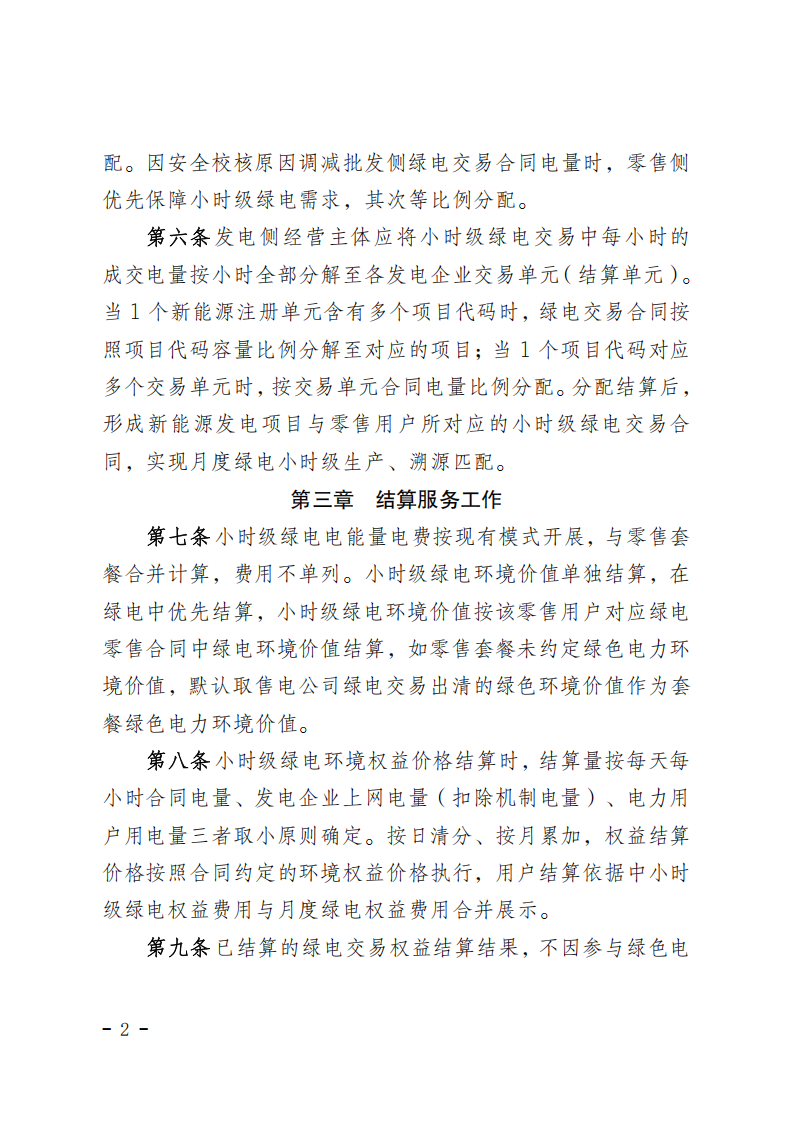 配。因安全校核原因调减批发侧绿电交易合同电量时，零售侧
优先保障小时级绿电需求，其次等比例分配。
第六条 发电侧经营主体应将小时级绿电交易中每小时的
成交电量按小时全部分解至各发电企业交易单元（结算单元）。
当 1 个新能源注册单元含有多个项目代码时，绿电交易合同按
照项目代码容量比例分解至对应的项目；当 1 个项目代码对应
多个交易单元时，按交易单元合同电量比例分配。分配结算后，
形成新能源发电项目与零售用户所对应的小时级绿电交易合
同，实现月度绿电小时级生产、溯源匹配。
第三章 结算服务工作
第七条 小时级绿电电能量电费按现有模式开展，与零售套
餐合并计算，费用不单列。小时级绿电环境价值单独结算，在
绿电中优先结算，小时级绿电环境价值按该零售用户对应绿电
零售合同中绿电环境价值结算，如零售套餐未约定绿色电力环
境价值，默认取售电公司绿电交易出清的绿色环境价值作为套
餐绿色电力环境价值。
第八条 小时级绿电环境权益价格结算时，结算量按每天每
小时合同电量、发电企业上网电量（扣除机制电量）、电力用
户用电量三者取小原则确定。按日清分、按月累加，权益结算
价格按照合同约定的环境权益价格执行，用户结算依据中小时
级绿电权益费用与月度绿电权益费用合并展示。
第九条 已结算的绿电交易权益结算结果，不因参与绿色电
- 2 -